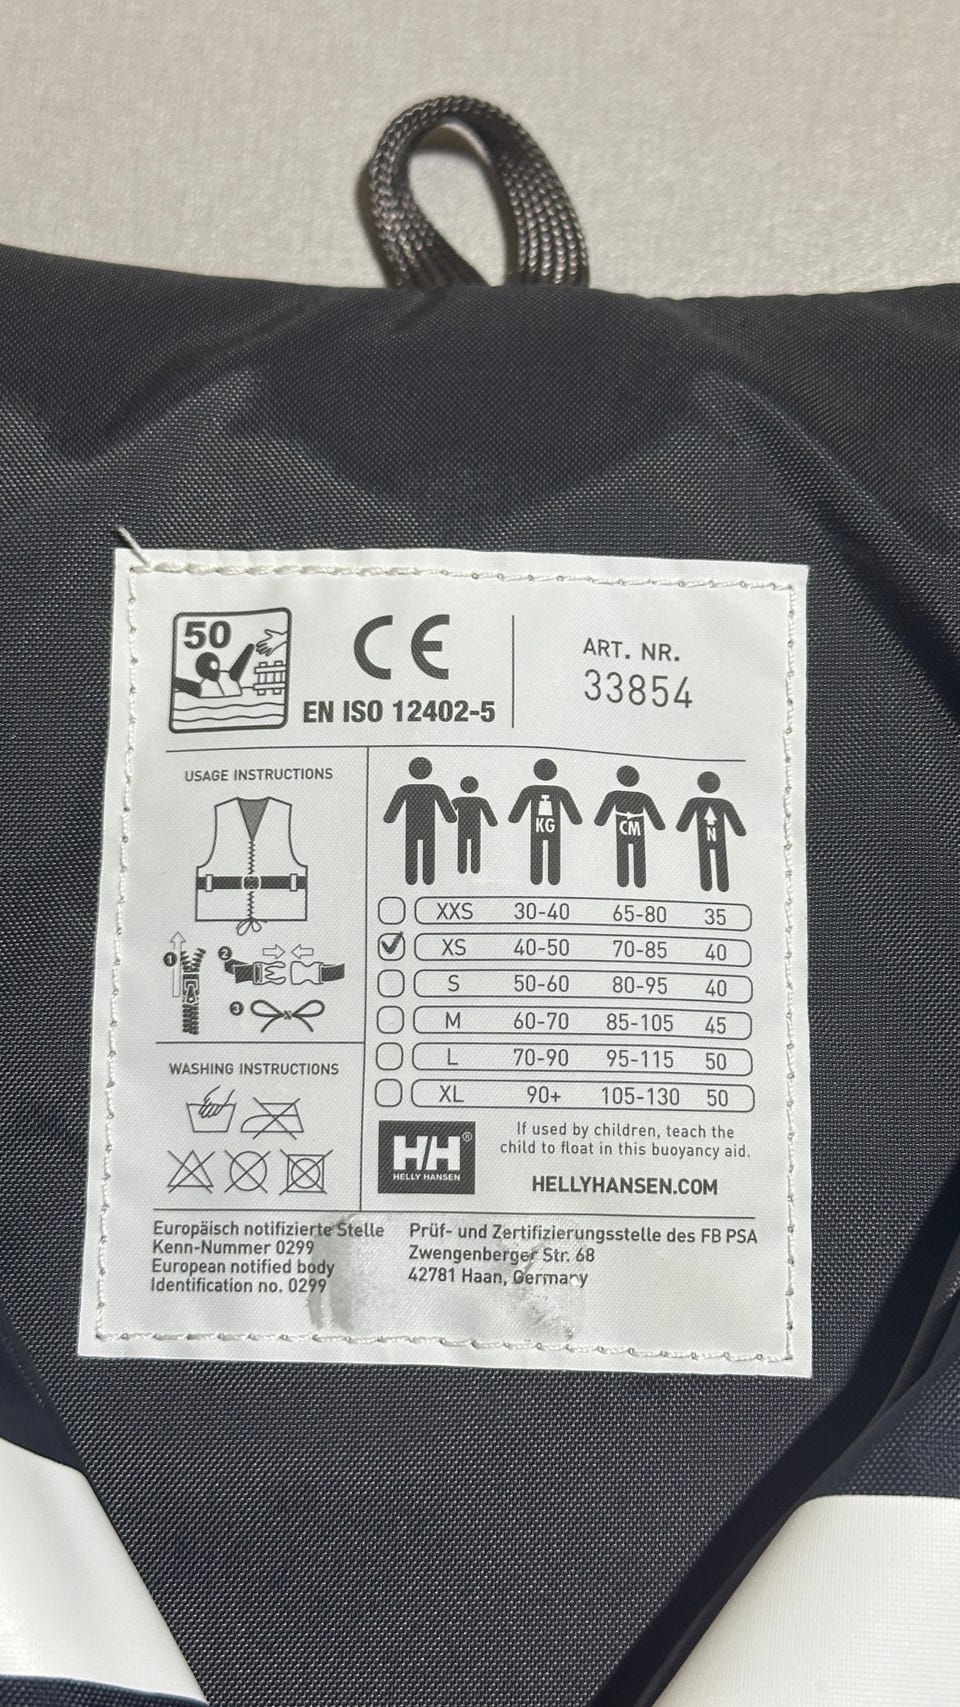 50
CE
EN ISO 12402-5
ART. NR.
33854
USAGE INSTRUCTIONS
1
2
3
WASHING INSTRUCTIONS
KG
CM
N
XXS 30-40 65-80 35
XS 40-50 70-85 40
S 50-60 80-95 40
M 60-70 85-105 45
L 70-90 95-115 50
XL 90+ 105-130 50
H/H®
HELLY HANSEN
If used by children, teach the
child to float in this buoyancy aid.
HELLYHANSEN.COM
Europäisch notifizierte Stelle
Kenn-Nummer 0299
European notified body
Identification no. 0299
Prüf- und Zertifizierungsstelle des FB PSA
Zwengenberger Str. 68
42781 Haan, Germany